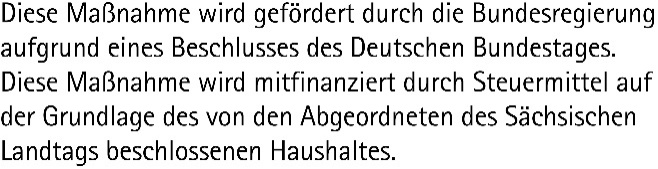 Diese Maßnahme wird gefördert durch die Bundesregierung
aufgrund eines Beschlusses des Deutschen Bundestages.
Diese Maßnahme wird mitfinanziert durch Steuermittel auf
der Grundlage des von den Abgeordneten des Sächsischen
Landtags beschlossenen Haushaltes.